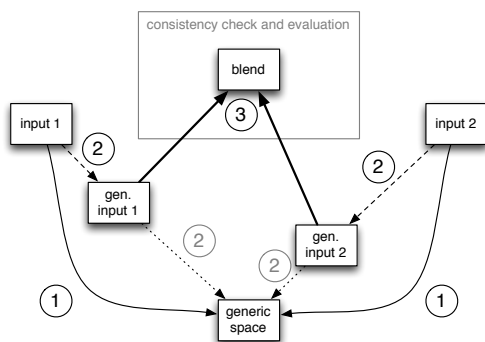 consistency check and evaluation
blend
3
input 1
input 2
2
2
gen.
input 1
gen.
input 2
2
2
1
generic
space
1